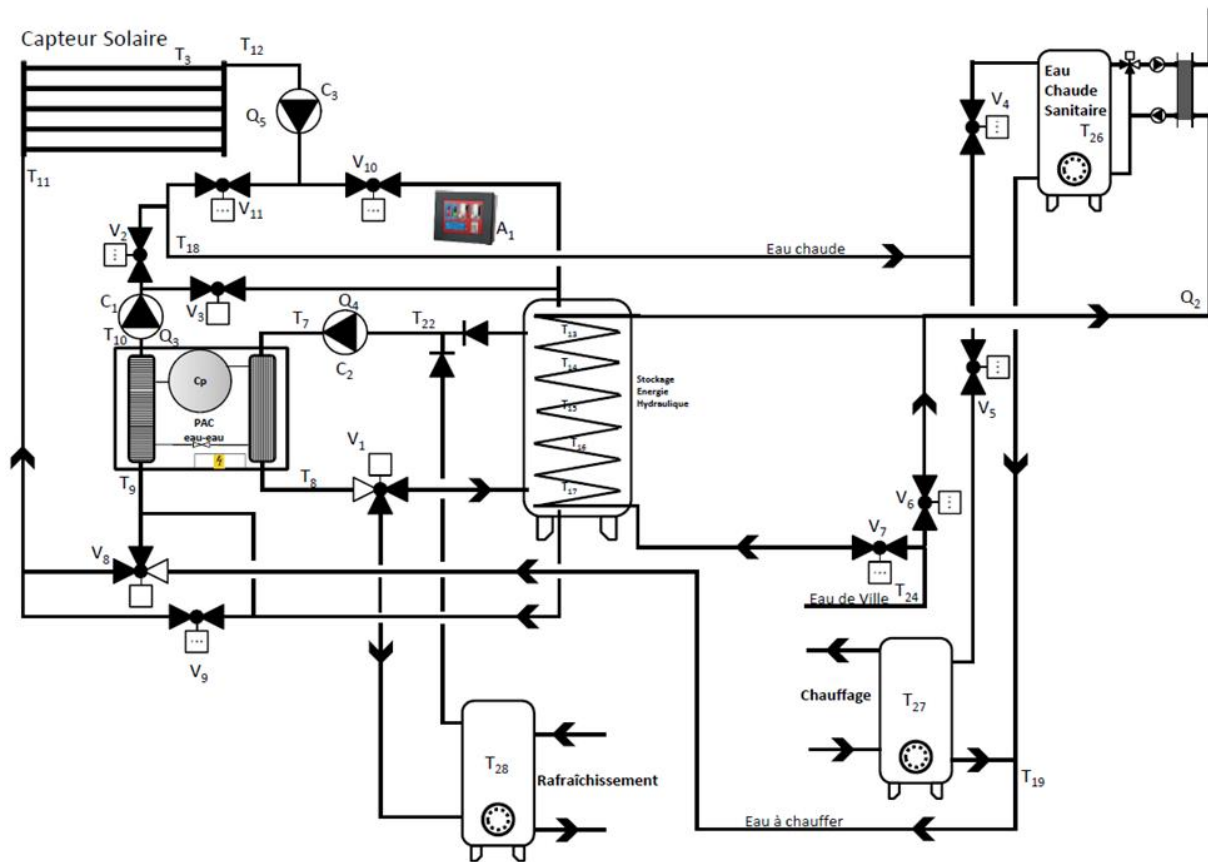 Capteur Solaire
T3
T12
C3
Q5
T11
V10
V11
A1
V2
T18
Eau chaude
V4
Eau
Chaude
Sanitaire
T26
C1
V3
T10
Q3
T7
Q4
T22
C2
Q2
Cp
PAC
eau-eau
T13
T14
T15
T16
T17
Stockage
Energie
Hydraulique
V5
V1
T9
T8
V6
V7
V8
T24
Eau de Ville
V9
Chauffage
T27
T28
Rafraîchissement
T19
Eau à chauffer